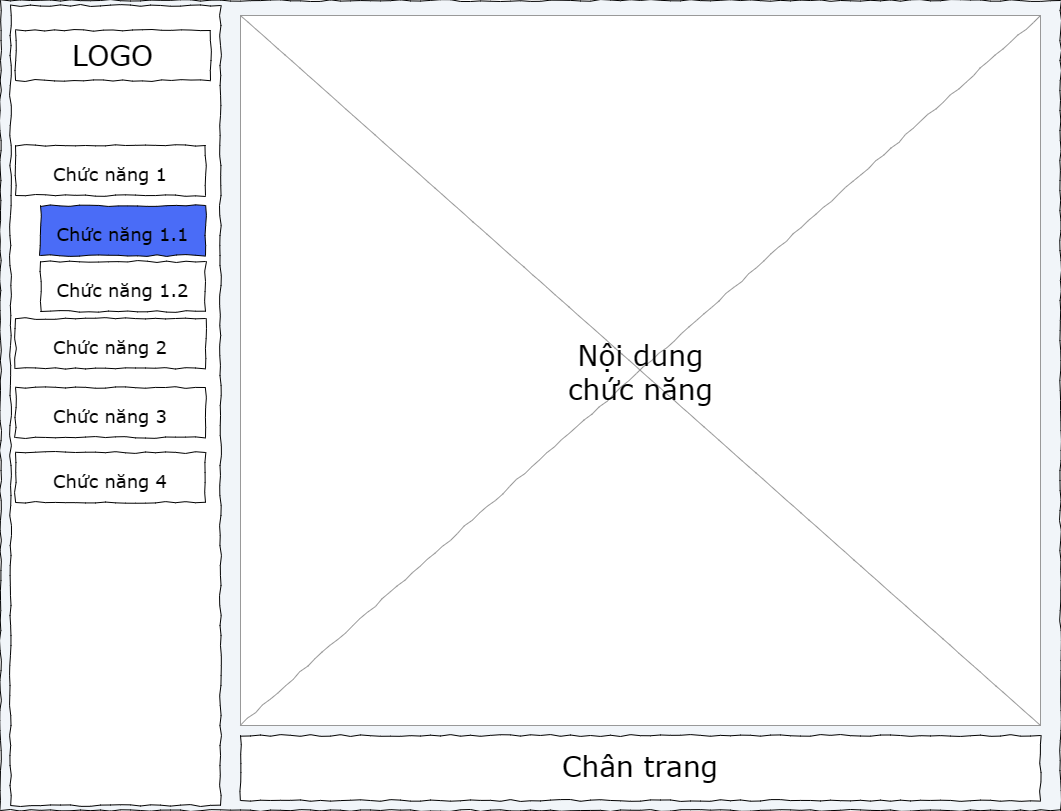 LOGO
Chức năng 1
Chức năng 1.1
Chức năng 1.2
Chức năng 2
Chức năng 3
Chức năng 4
Nội dung
chức năng
Chân trang